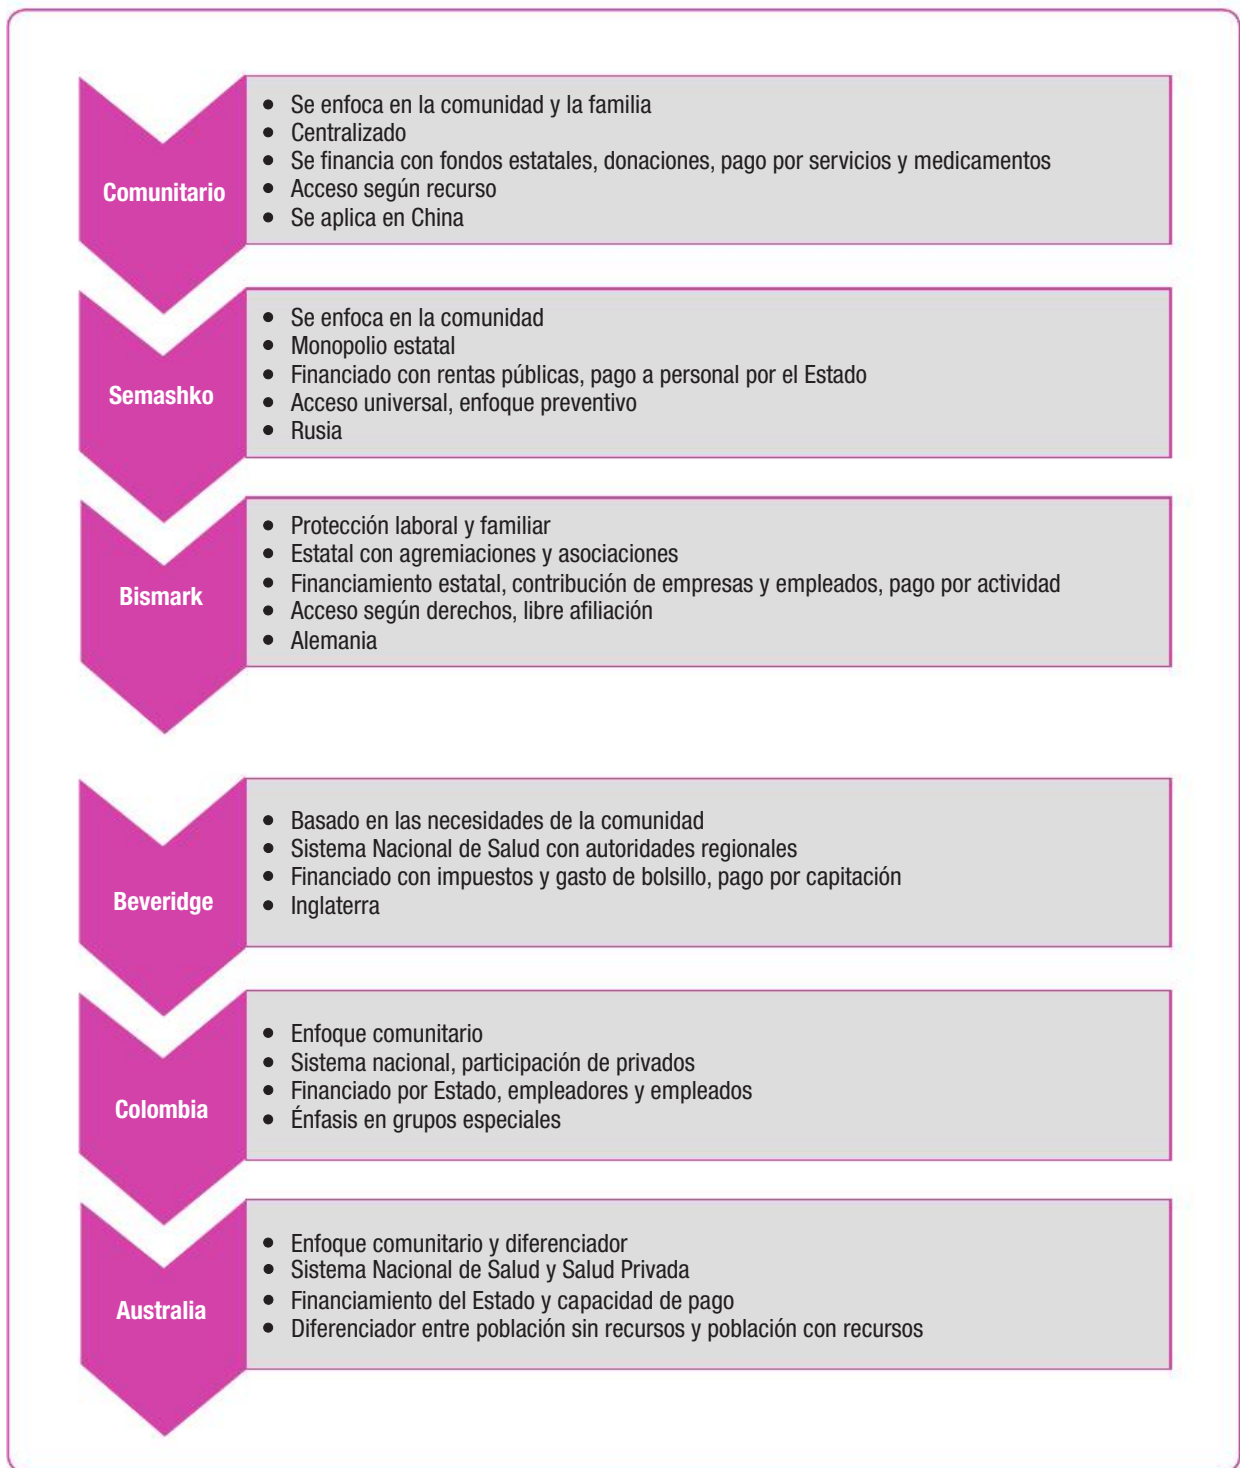 Comunitario
• Se enfoca en la comunidad y la familia
• Centralizado
• Se financia con fondos estatales, donaciones, pago por servicios y medicamentos
• Acceso según recurso
• Se aplica en China
Semashko
• Se enfoca en la comunidad
• Monopolio estatal
• Financiado con rentas públicas, pago a personal por el Estado
• Acceso universal, enfoque preventivo
• Rusia
Bismark
• Protección laboral y familiar
• Estatal con agremiaciones y asociaciones
• Financiamiento estatal, contribución de empresas y empleados, pago por actividad
• Acceso según derechos, libre afiliación
• Alemania
Beveridge
• Basado en las necesidades de la comunidad
• Sistema Nacional de Salud con autoridades regionales
• Financiado con impuestos y gasto de bolsillo, pago por capitación
• Inglaterra
Colombia
• Enfoque comunitario
• Sistema nacional, participación de privados
• Financiado por Estado, empleadores y empleados
• Énfasis en grupos especiales
Australia
• Enfoque comunitario y diferenciador
• Sistema Nacional de Salud y Salud Privada
• Financiamiento del Estado y capacidad de pago
• Diferenciador entre población sin recursos y población con recursos